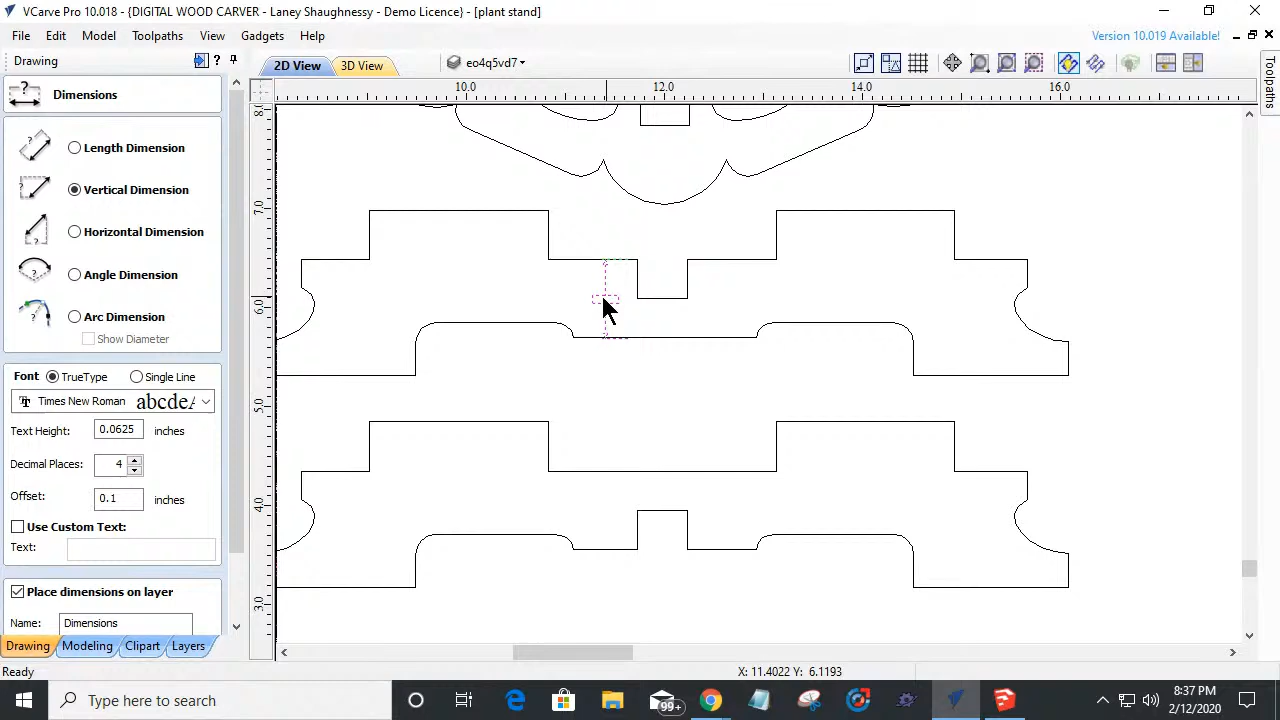 VCarve Pro 10.018 - {DIGITAL WOOD CARVER - Laney Shaughnessy - Demo Licence} - [plant stand]
File Edit Model Toolpaths View Gadgets Help
Version 10.019 Available!
Drawing
2D View
3D View
eo4q5vd7
Toolpaths
Dimensions
10.0 12.0 14.0 16.0
8.0
7.0
6.0
5.0
4.0
3.0
Length Dimension
Vertical Dimension
Horizontal Dimension
Angle Dimension
Arc Dimension
Show Diameter
Font TrueType Single Line
Times New Roman abcdeA
Text Height: 0.0625 inches
Decimal Places: 4
Offset: 0.1 inches
Use Custom Text:
Text:
Place dimensions on layer
Name: Dimensions
Drawing Modeling Clipart Layers
Ready
X: 11.4022 Y: 6.1193
Type here to search
99+
8:37 PM
2/12/2020